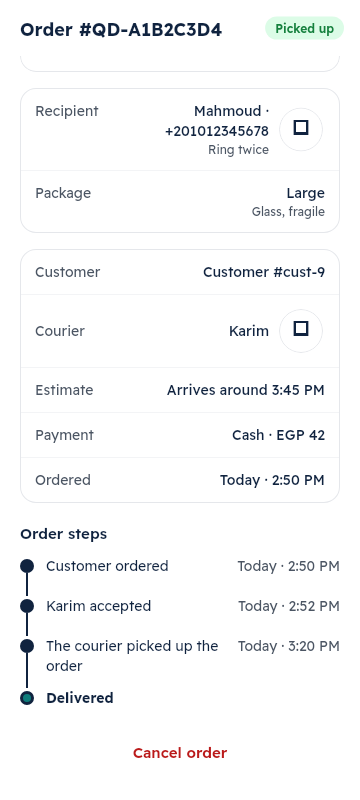 Order #QD-A1B2C3D4
Picked up
Recipient
Mahmoud ·
+201012345678
Ring twice
Package
Large
Glass, fragile
Customer
Customer #cust-9
Courier
Karim
Estimate
Arrives around 3:45 PM
Payment
Cash · EGP 42
Ordered
Today · 2:50 PM
Order steps
Customer ordered
Today · 2:50 PM
Karim accepted
Today · 2:52 PM
The courier picked up the
order
Today · 3:20 PM
Delivered
Cancel order